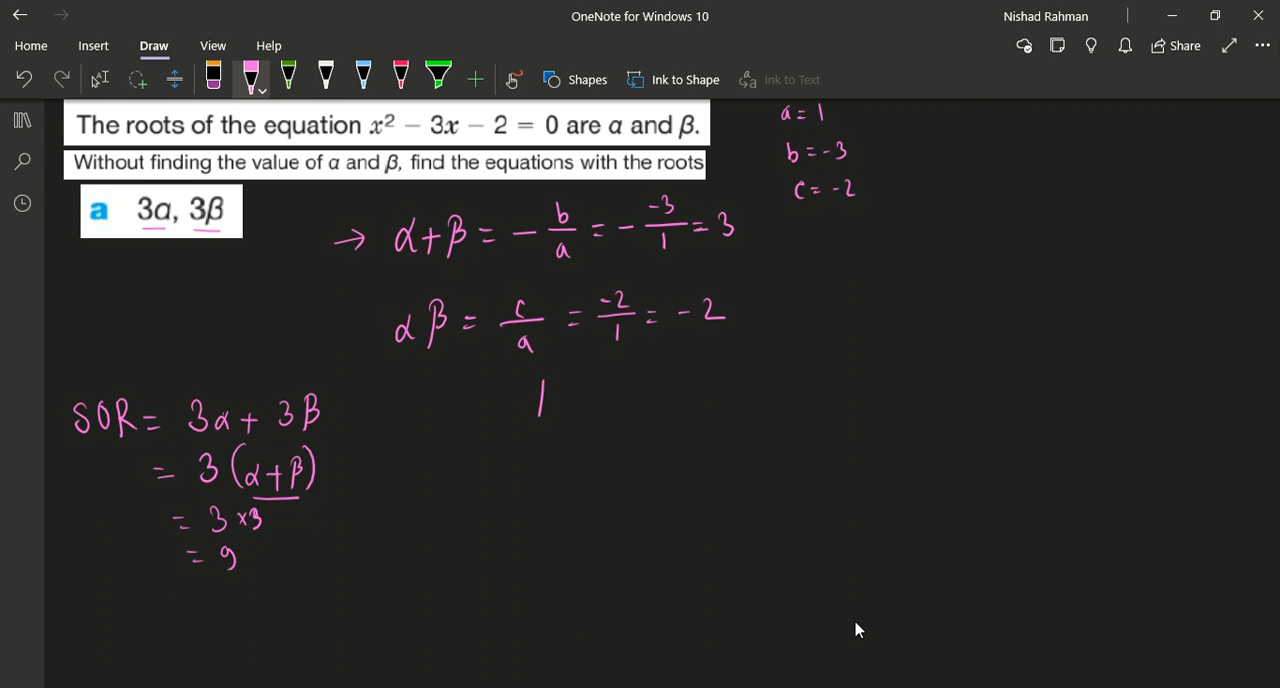 OneNote for Windows 10
Nishad Rahman
Home Insert Draw View Help
Share
Shapes Ink to Shape Ink to Text
The roots of the equation x² − 3x − 2 = 0 are α and β.
Without finding the value of α and β, find the equations with the roots
a 3α, 3β
a = 1
b = -3
c = -2
→ α+β = - b/a = - -3/1 = 3
αβ = c/a = -2/1 = -2
SOR = 3α + 3β
= 3 (α+β)
= 3 × 3
= 9